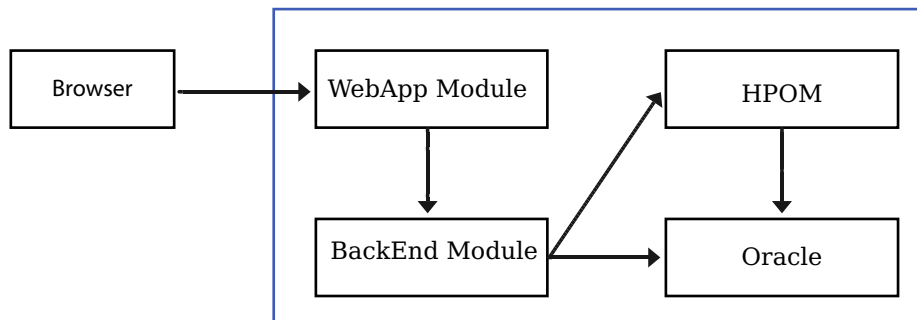 Browser
WebApp Module
HPOM
BackEnd Module
Oracle